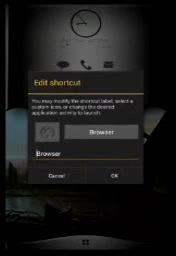 Edit shortcut
You may modify the shortcut label, select a
custom icon, or change the desired
application activity to launch.
Browser
Browser
Cancel
OK